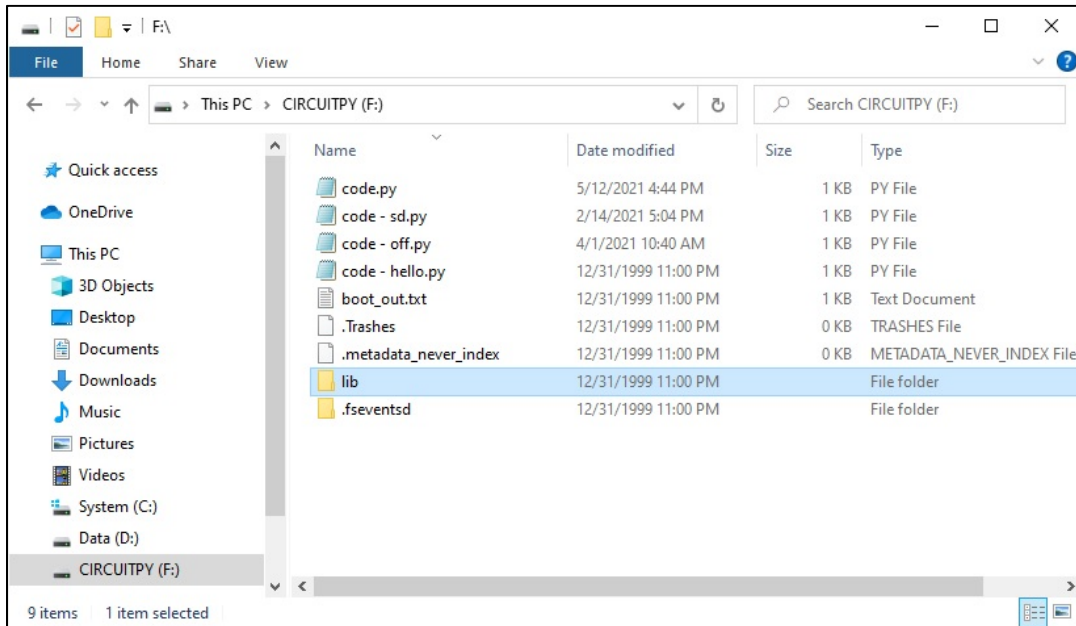 F:\
File Home Share View
This PC > CIRCUITPY (F:) Search CIRCUITPY (F:)
Quick access
OneDrive
This PC
3D Objects
Desktop
Documents
Downloads
Music
Pictures
Videos
System (C:)
Data (D:)
CIRCUITPY (F:)
Name Date modified Size Type
code.py 5/12/2021 4:44 PM 1 KB PY File
code - sd.py 2/14/2021 5:04 PM 1 KB PY File
code - off.py 4/1/2021 10:40 AM 1 KB PY File
code - hello.py 12/31/1999 11:00 PM 1 KB PY File
boot_out.txt 12/31/1999 11:00 PM 1 KB Text Document
.Trashes 12/31/1999 11:00 PM 0 KB TRASHES File
.metadata_never_index 12/31/1999 11:00 PM 0 KB METADATA_NEVER_INDEX File
lib 12/31/1999 11:00 PM File folder
.fseventsd 12/31/1999 11:00 PM File folder
9 items 1 item selected